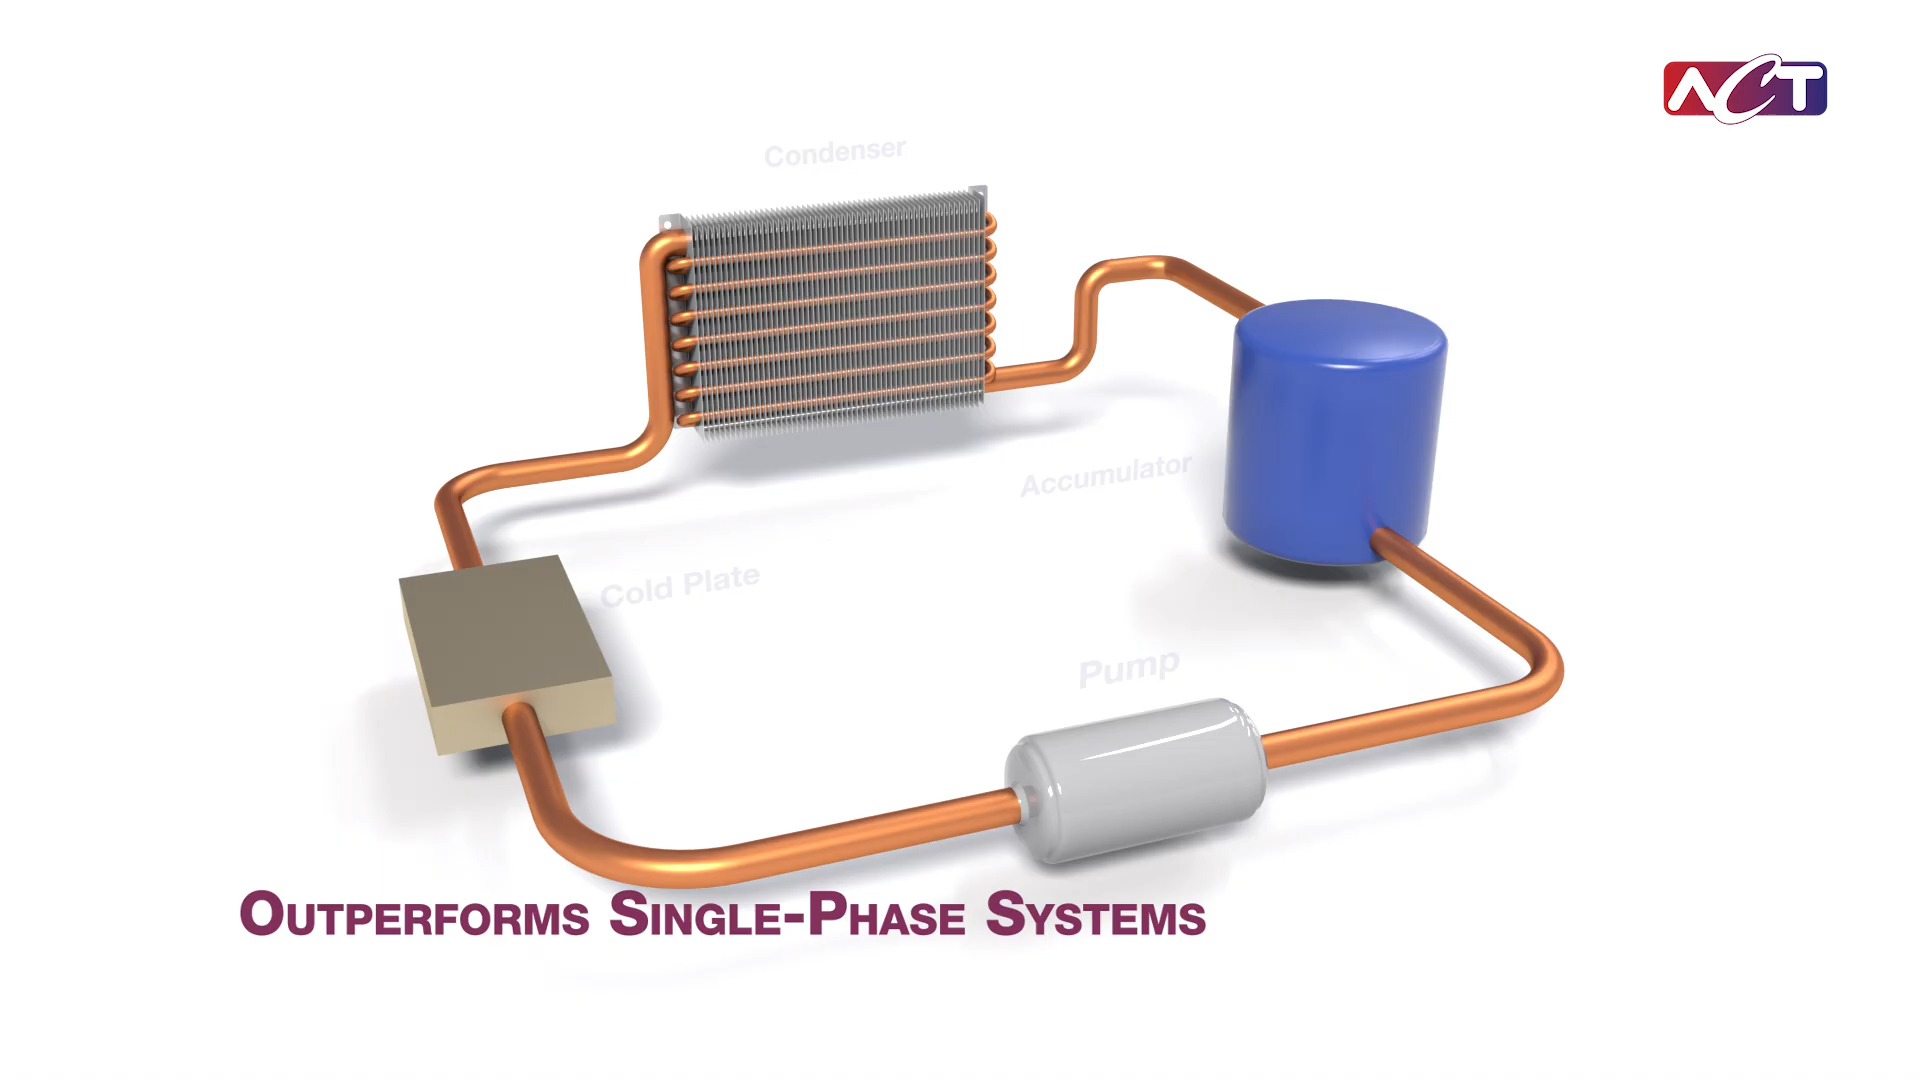 ACT
Condenser
Accumulator
Cold Plate
Pump
Outperforms Single-Phase Systems